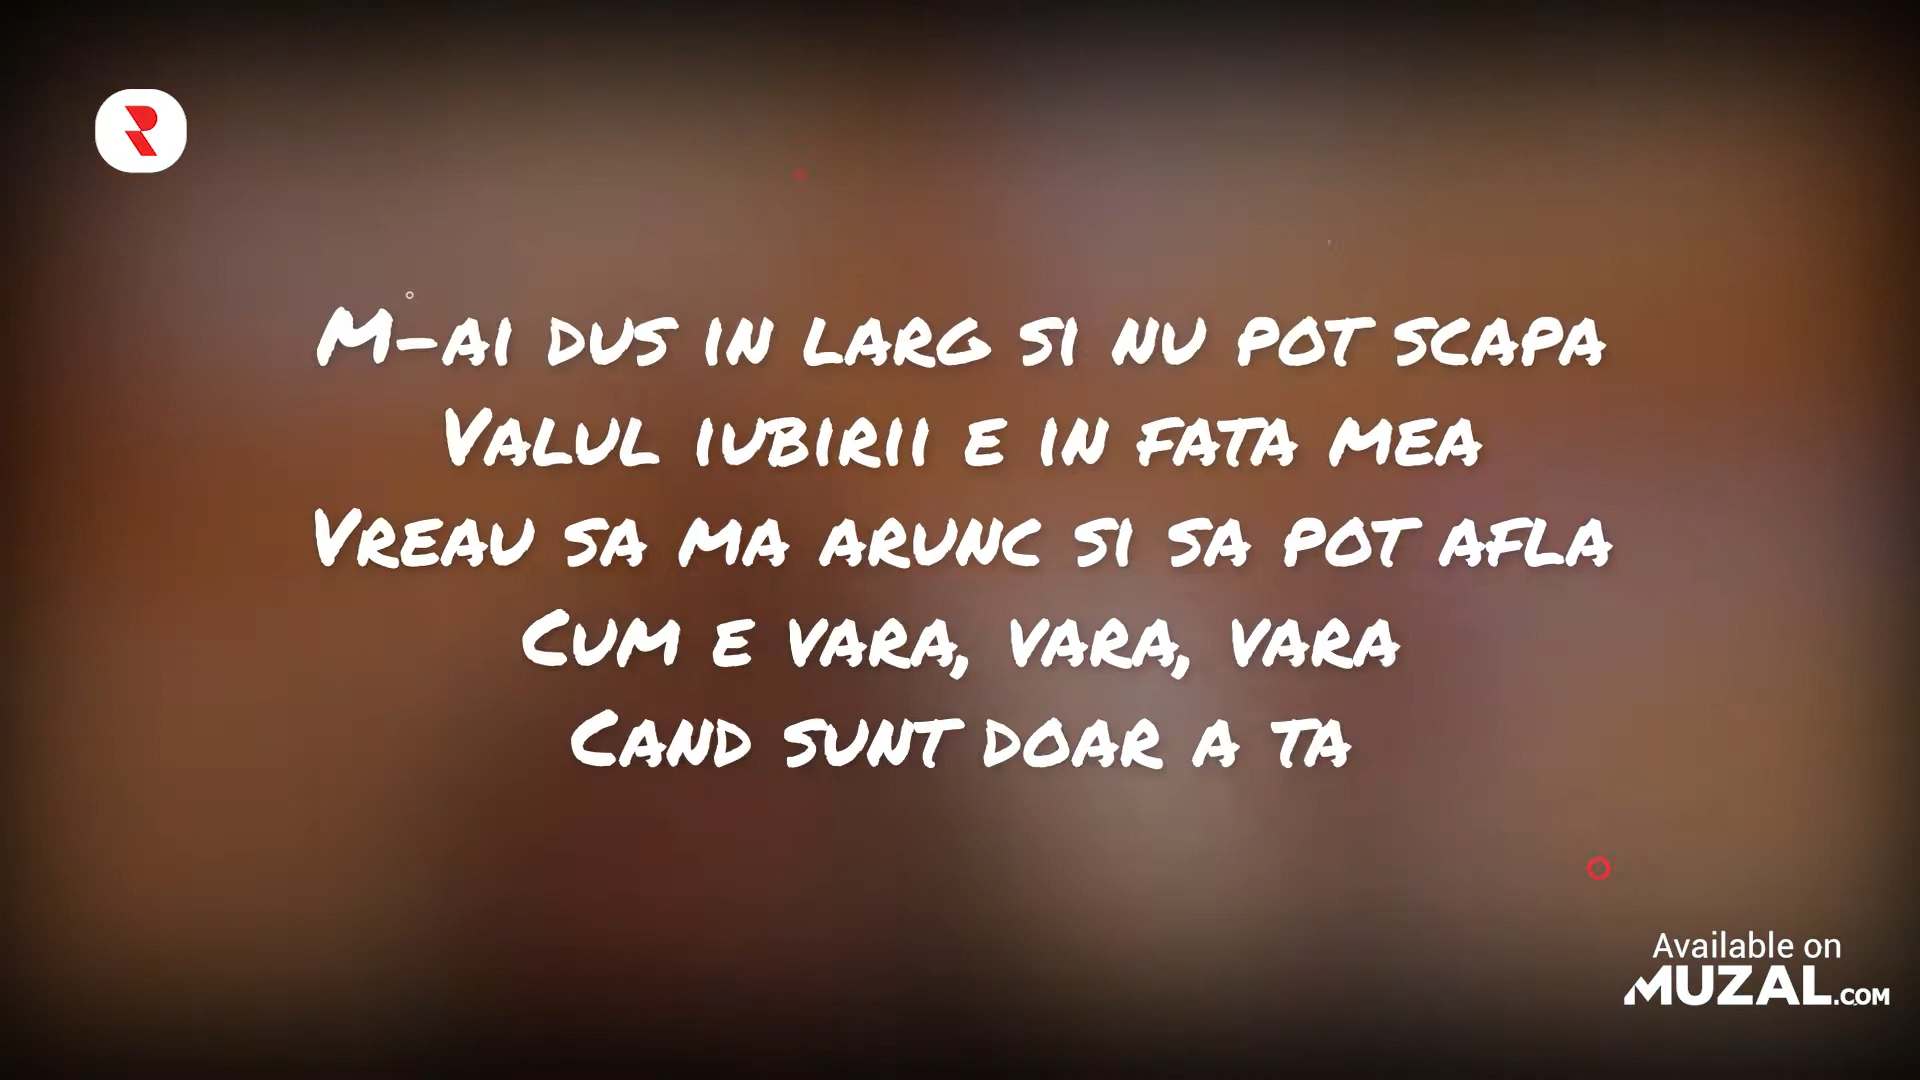 R
M-ai dus in larg si nu pot scapa
Valul iubirii e in fata mea
Vreau sa ma arunc si sa pot afla
Cum e vara, vara, vara
Cand sunt doar a ta
Available on
MUZAL.COM